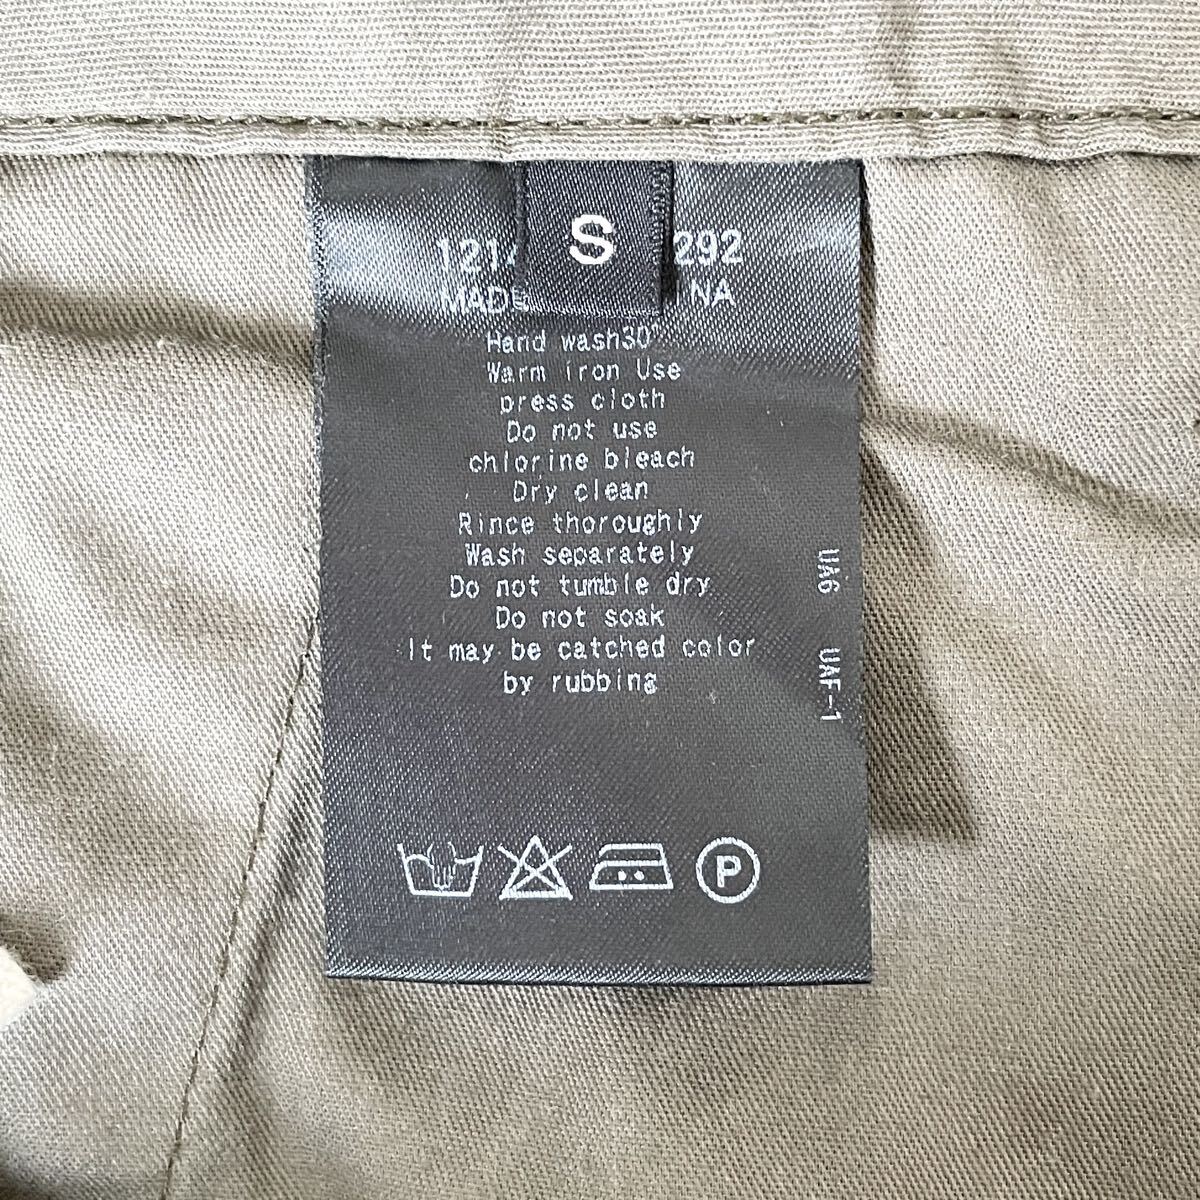 S
121 292
MAD NA
Hand wash30°
Warm iron Use
press cloth
Do not use
chlorine bleach
Dry clean
Rince thoroughly
Wash separately
Do not tumble dry
Do not soak
It may be catched color
by rubbing
UA6 UAF-1
P